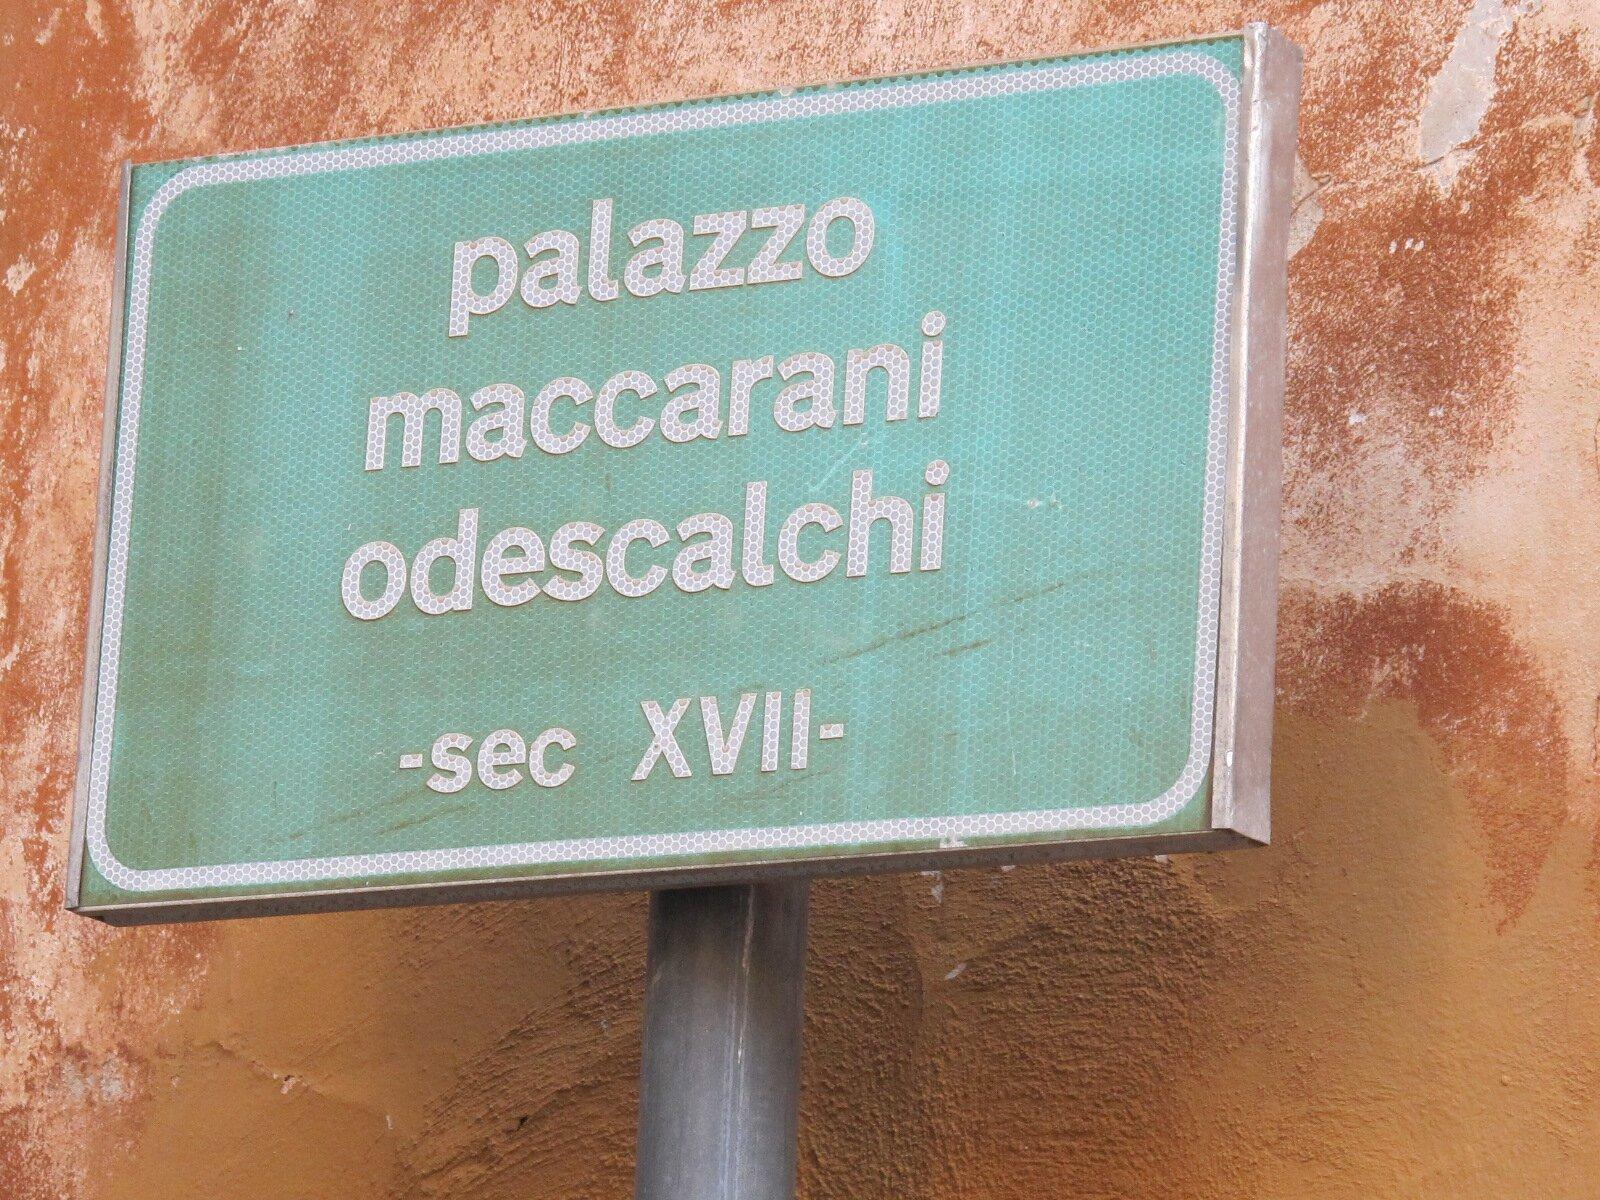 palazzo
maccarani
odescalchi
-sec XVII-